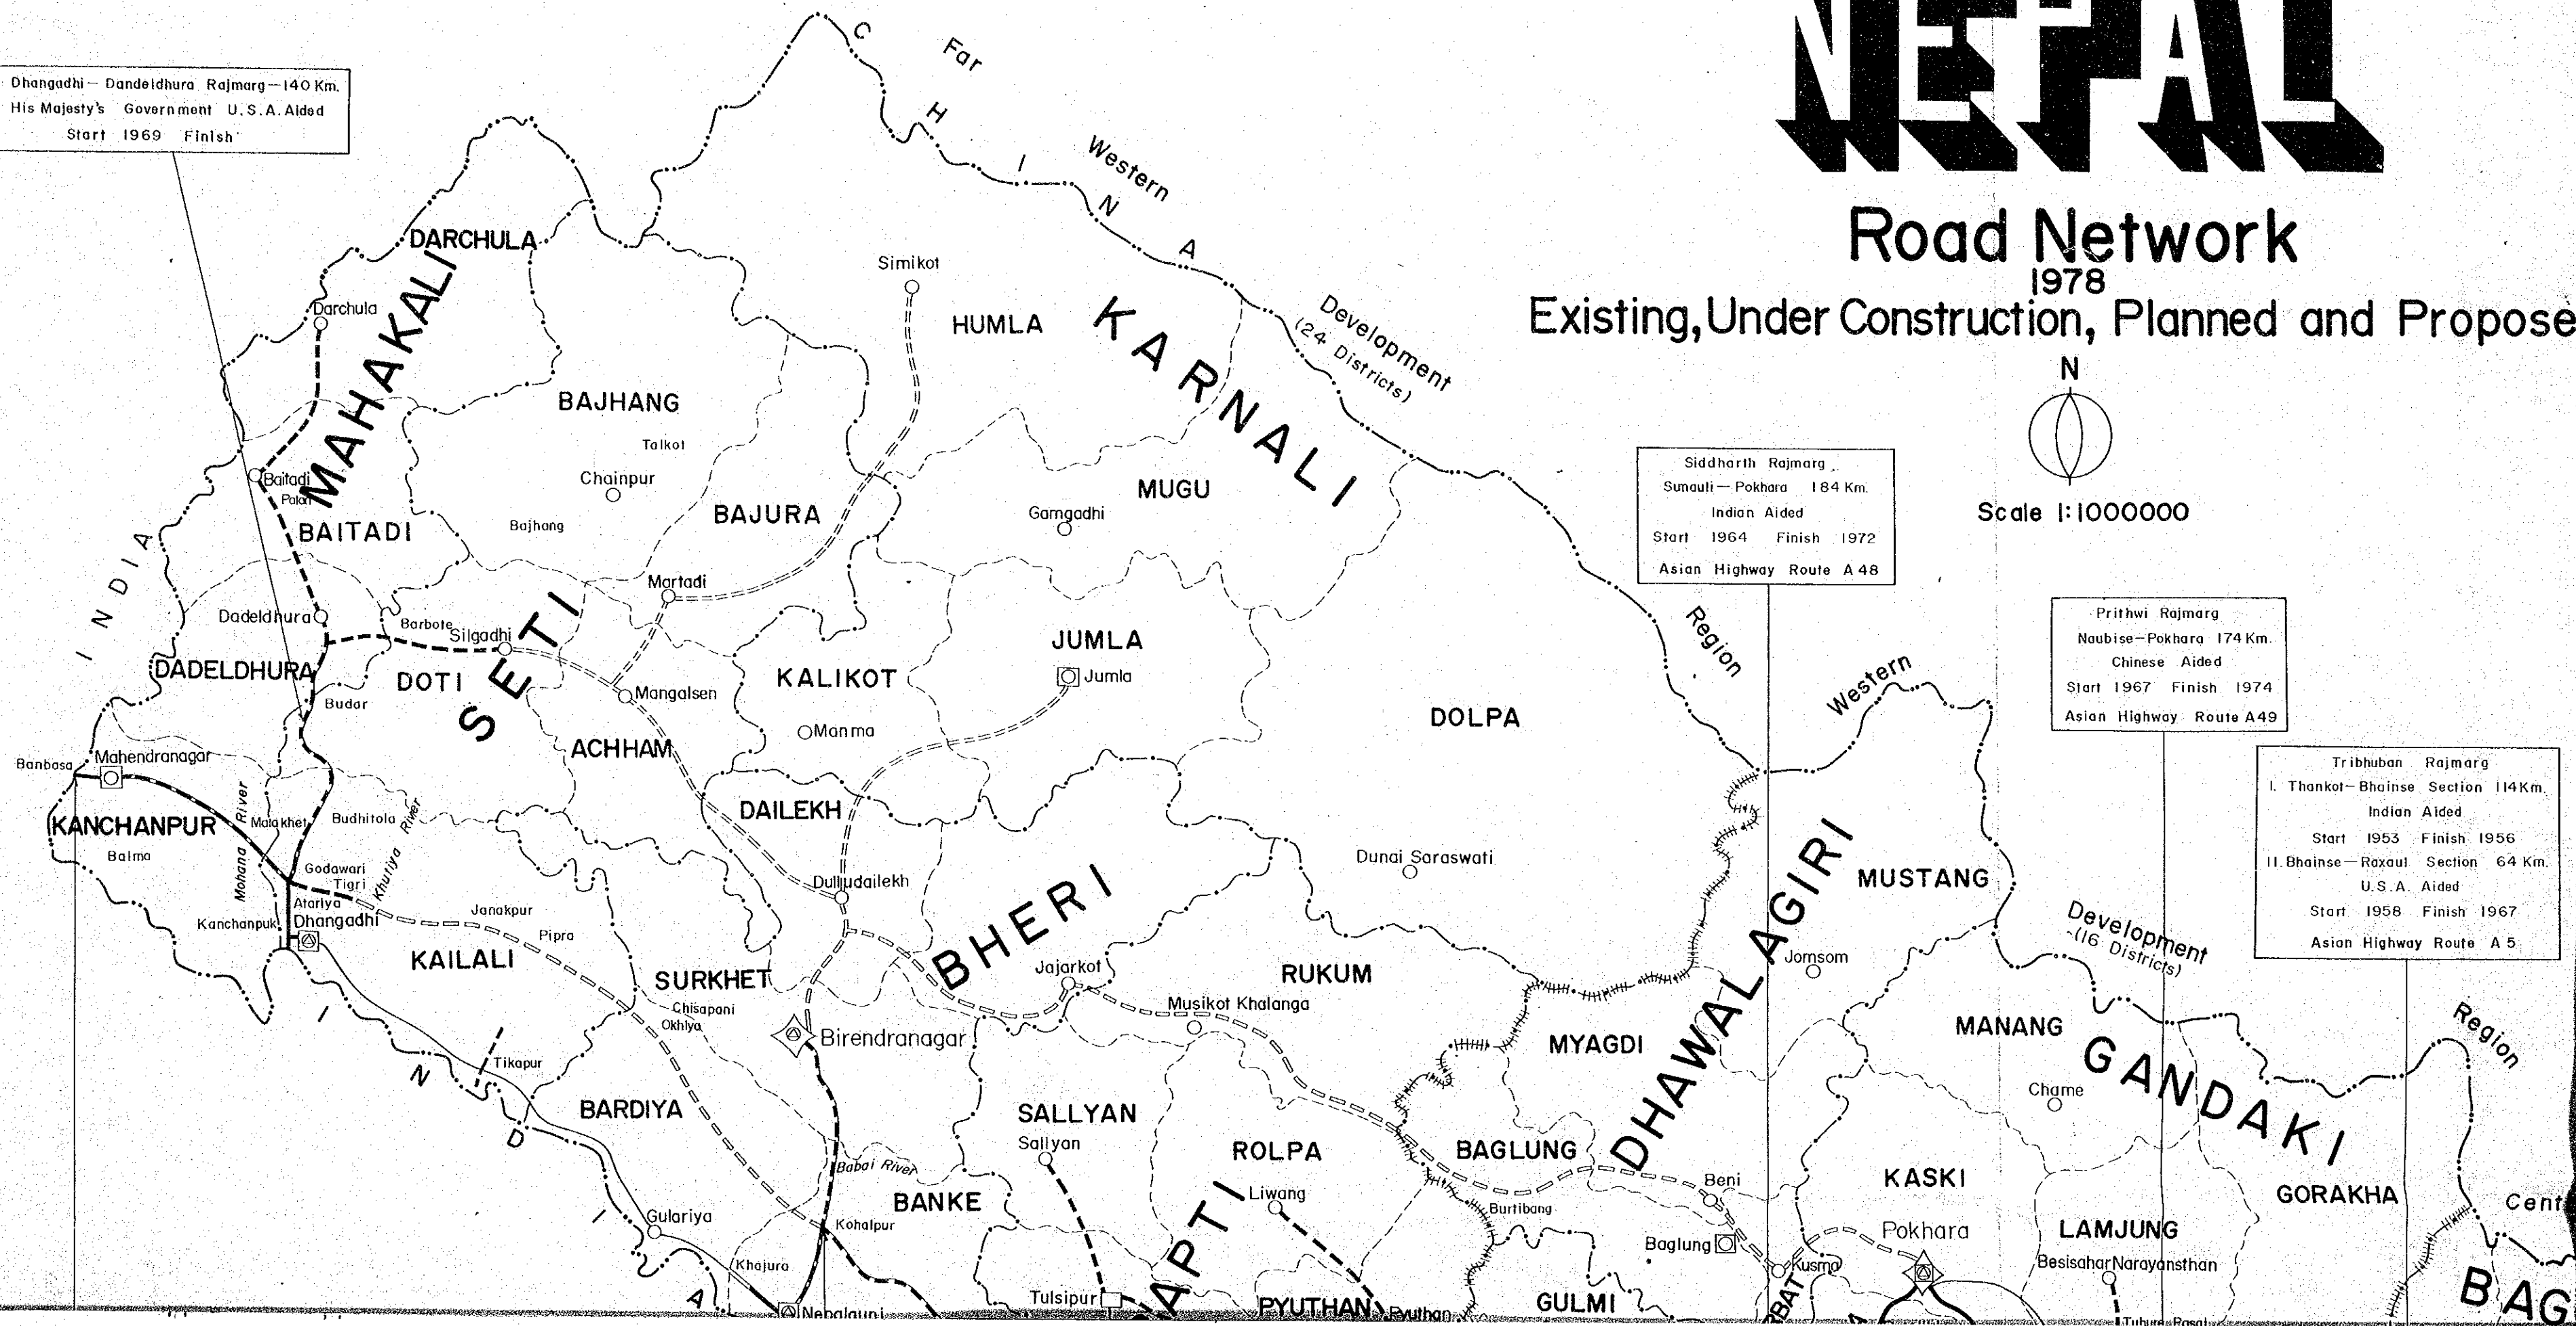 NEPAL
Road Network
1978
Existing, Under Construction, Planned and Propose
N
Scale 1:1000000
Dhangadhi — Dandeldhura Rajmarg — 140 Km.
His Majesty's Government U.S.A. Aided
Start 1969 Finish
Siddharth Rajmarg
Sunauli — Pokhara 184 Km.
Indian Aided
Start 1964 Finish 1972
Asian Highway Route A 48
Prithwi Rajmarg
Naubise—Pokhara 174 Km.
Chinese Aided
Start 1967 Finish 1974
Asian Highway Route A49
Tribhuban Rajmarg
I. Thankot—Bhainse Section 114Km.
Indian Aided
Start 1953 Finish 1956
II. Bhainse—Raxaul Section 64 Km.
U.S.A. Aided
Start 1958 Finish 1967
Asian Highway Route A 5
CHINA
Far
Western
Development
(24 Districts)
Region
Western
Development
(16 Districts)
Region
Cent
INDIA
INDIA
MAHAKALI
SETI
KARNALI
BHERI
DHAWALAGIRI
GANDAKI
APTI
BAG
DARCHULA
Darchula
Simikot
HUMLA
BAJHANG
Talkot
Chainpur
Bajhang
Baitadi
BAITADI
BAJURA
MUGU
Gamgadhi
Martadi
Dadeldhura
Barbote
Silgadhi
DADELDHURA
DOTI
Budar
Mangalsen
KALIKOT
JUMLA
Jumla
Manma
ACHHAM
DOLPA
Banbasa
Mahendranagar
KANCHANPUR
Balma
Mohana River
Mohana River
Malakhet
Budhitola
Khutiya River
Khutiya River
DAILEKH
Godawari
Tigri
Atariya
Kanchanpuk
Dhangadhi
Janakpur
Pipra
KAILALI
Dulludailekh
Dunai Saraswati
MUSTANG
Jomsom
SURKHET
Chisapani
Okhlya
Birendranagar
Jajarkot
RUKUM
Musikot Khalanga
MYAGDI
MANANG
Chame
Tikapur
BARDIYA
SALLYAN
Sallyan
ROLPA
Liwang
BAGLUNG
Burtibang
Beni
Baglung
Kusma
KASKI
Pokhara
LAMJUNG
Besisahar Narayansthan
GORAKHA
Babai River
BANKE
Kohalpur
Gulariya
Khajura
Nepalgunj
Tulsipur
PYUTHAN
Pyuthan
GULMI
RBAT